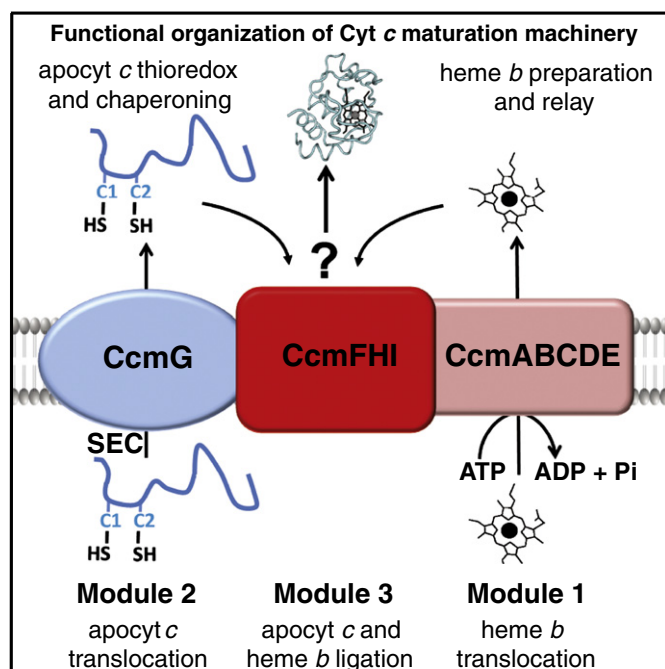 Functional organization of Cyt c maturation machinery
apocyt c thioredox
and chaperoning
heme b preparation
and relay
C1 C2
HS SH
?
CcmG
CcmFHI
CcmABCDE
SEC
ATP
ADP + Pi
C1 C2
HS SH
Module 2
apocyt c
translocation
Module 3
apocyt c and
heme b ligation
Module 1
heme b
translocation